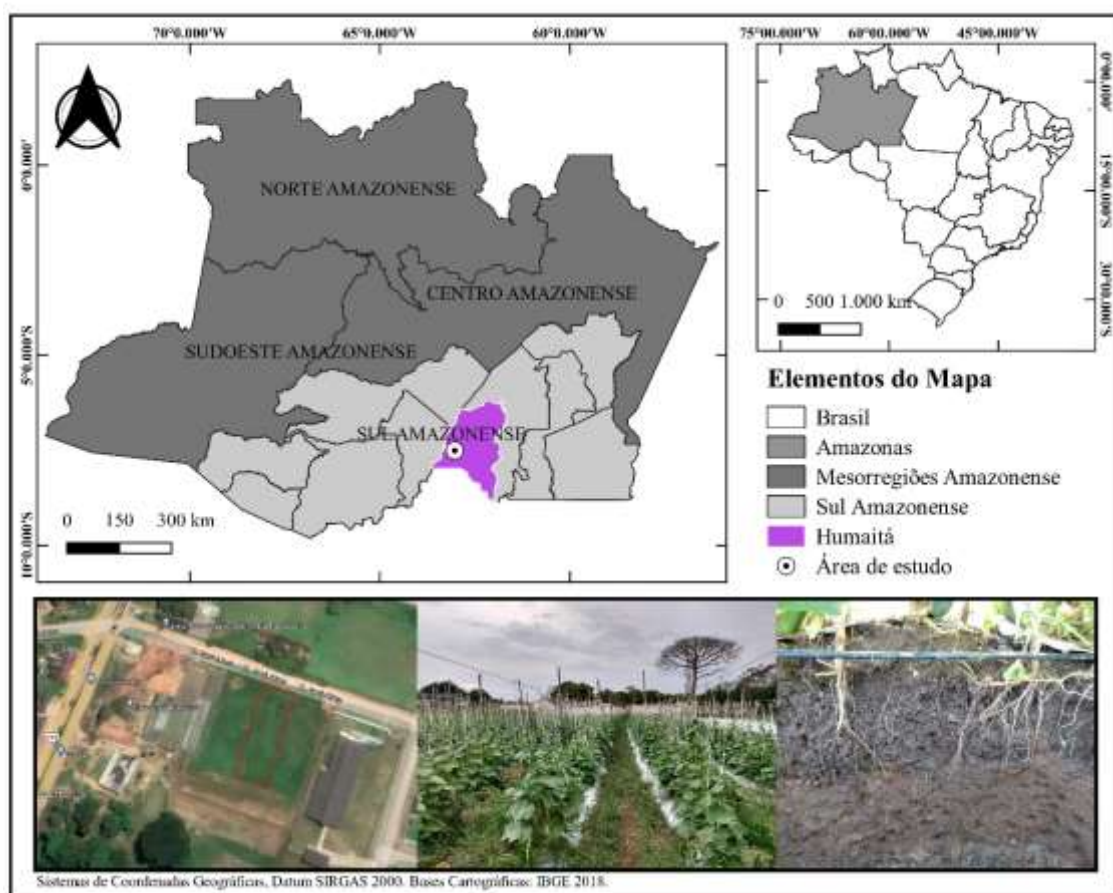 70°0.000'W 65°0.000'W 60°0.000'W
75°00.000'W 60°00.000'W 45°00.000'W
0°0.000'
5°0.000'S
10°0.000'S
NORTE AMAZONENSE
CENTRO AMAZONENSE
SUDOESTE AMAZONENSE
SUL AMAZONENSE
0 150 300 km
0°00.000'
15°00.000'S
30°00.000'S
0 500 1.000 km
Elementos do Mapa
Brasil
Amazonas
Mesorregiões Amazonense
Sul Amazonense
Humaitá
Área de estudo
Sistemas de Coordenadas Geográficas, Datum SIRGAS 2000. Bases Cartográficas: IBGE 2018.